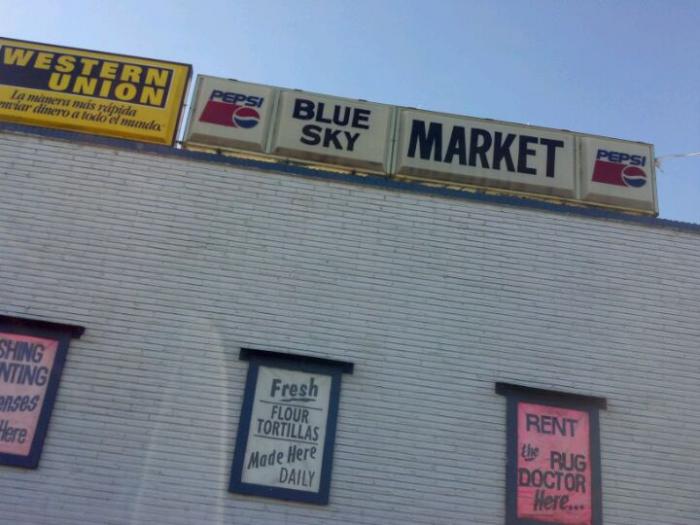 WESTERN
UNION
La manera más rápida
enviar dinero a todo el mundo.
PEPSI
BLUE
SKY
MARKET
PEPSI
SHING
NTING
enses
Here
Fresh
FLOUR
TORTILLAS
Made Here
DAILY
RENT
the RUG
DOCTOR
Here...